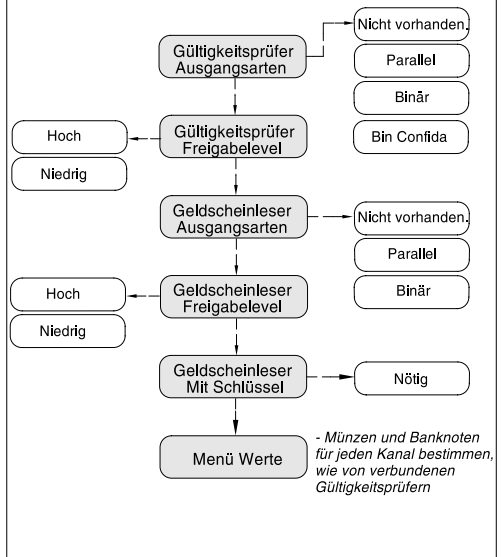 Nicht vorhanden.
Gültigkeitsprüfer
Ausgangsarten
Parallel
Binär
Hoch
Gültigkeitsprüfer
Freigabelevel
Bin Confida
Niedrig
Geldscheinleser
Ausgangsarten
Nicht vorhanden.
Parallel
Hoch
Geldscheinleser
Freigabelevel
Binär
Niedrig
Geldscheinleser
Mit Schlüssel
Nötig
Menü Werte
- Münzen und Banknoten
für jeden Kanal bestimmen,
wie von verbundenen
Gültigkeitsprüfern